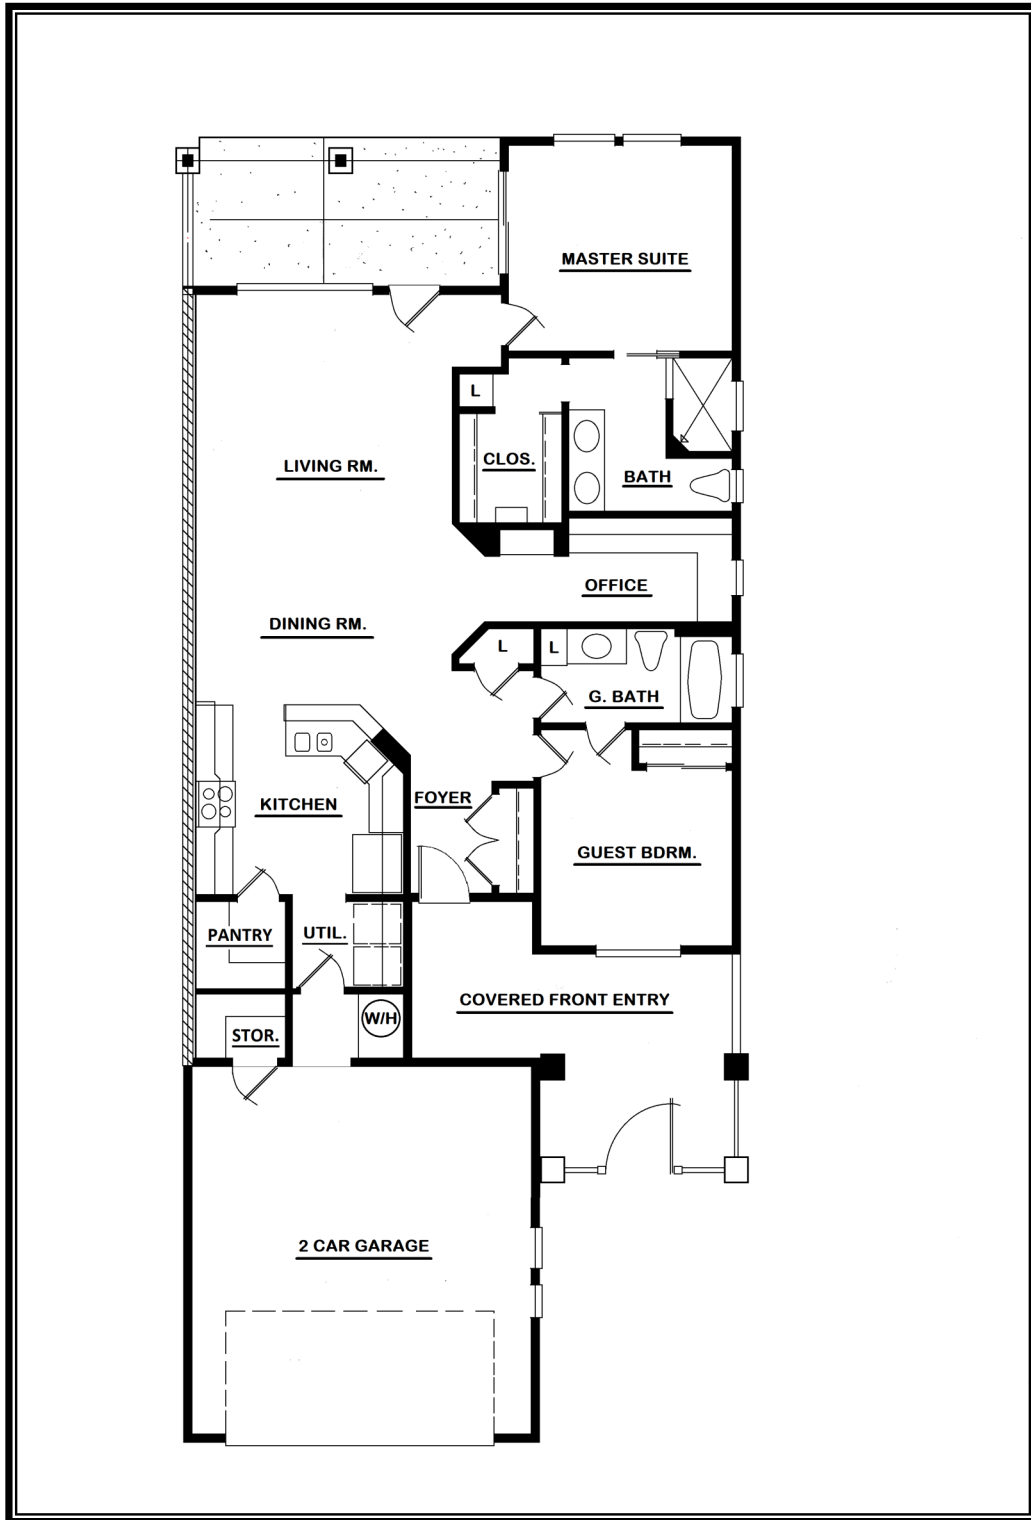 MASTER SUITE
L
CLOS.
LIVING RM.
BATH
OFFICE
DINING RM.
L
L
G. BATH
KITCHEN
FOYER
GUEST BDRM.
PANTRY
UTIL.
COVERED FRONT ENTRY
W/H
STOR.
2 CAR GARAGE